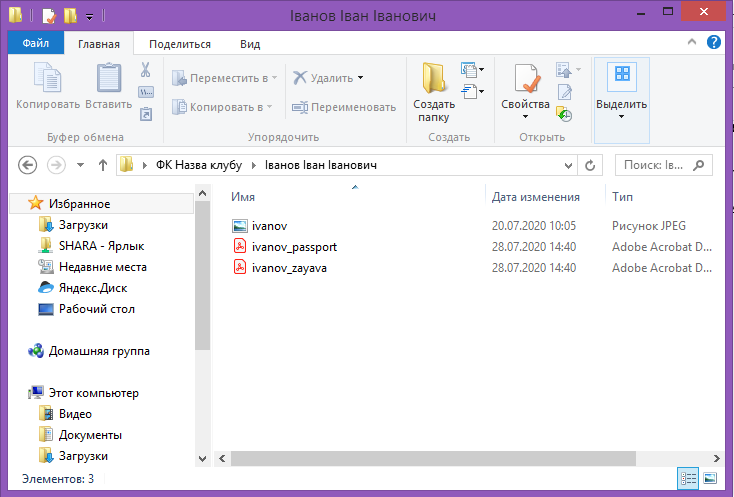 Іванов Іван Іванович
Файл Главная Поделиться Вид
Копировать Вставить Переместить в Копировать в Удалить Переименовать Создать папку Свойства Выделить
Буфер обмена Упорядочить Создать Открыть
ФК Назва клубу Іванов Іван Іванович Поиск: Ів...
Имя Дата изменения Тип
Избранное
Загрузки
SHARA - Ярлык
Недавние места
Яндекс.Диск
Рабочий стол
Домашняя группа
Этот компьютер
Видео
Документы
Загрузки
ivanov 20.07.2020 10:05 Рисунок JPEG
ivanov_passport 28.07.2020 14:40 Adobe Acrobat D...
ivanov_zayava 28.07.2020 14:40 Adobe Acrobat D...
Элементов: 3